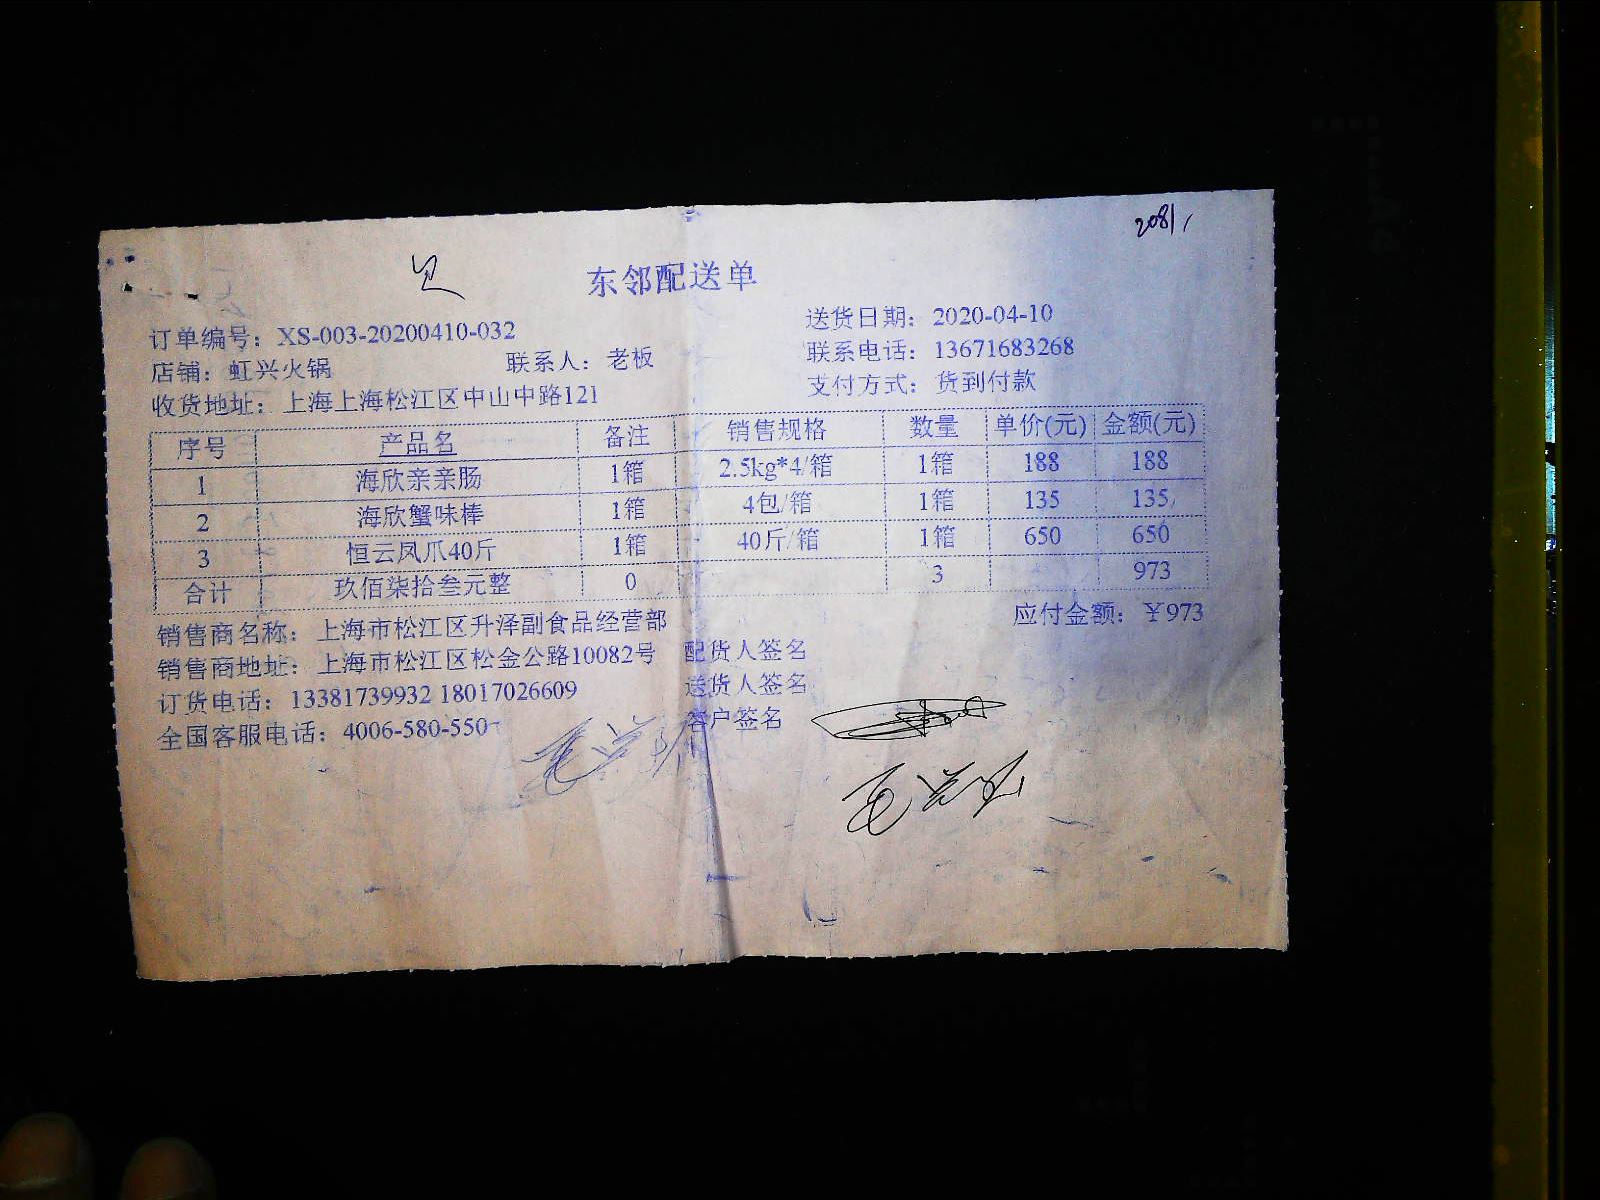 2081
东邻配送单
订单编号：XS-003-20200410-032 送货日期：2020-04-10
店铺：虹兴火锅 联系人：老板 联系电话：13671683268
收货地址：上海上海松江区中山中路121 支付方式：货到付款
序号 产品名 备注 销售规格 数量 单价(元) 金额(元)
1 海欣亲亲肠 1箱 2.5kg*4/箱 1箱 188 188
2 海欣蟹味棒 1箱 4包/箱 1箱 135 135
3 恒云凤爪40斤 1箱 40斤/箱 1箱 650 650
合计 玖佰柒拾叁元整 0 3 973
销售商名称：上海市松江区升泽副食品经营部 应付金额：￥973
销售商地址：上海市松江区松金公路10082号 配货人签名
订货电话：13381739932 18017026609 送货人签名
全国客服电话：4006-580-550 客户签名